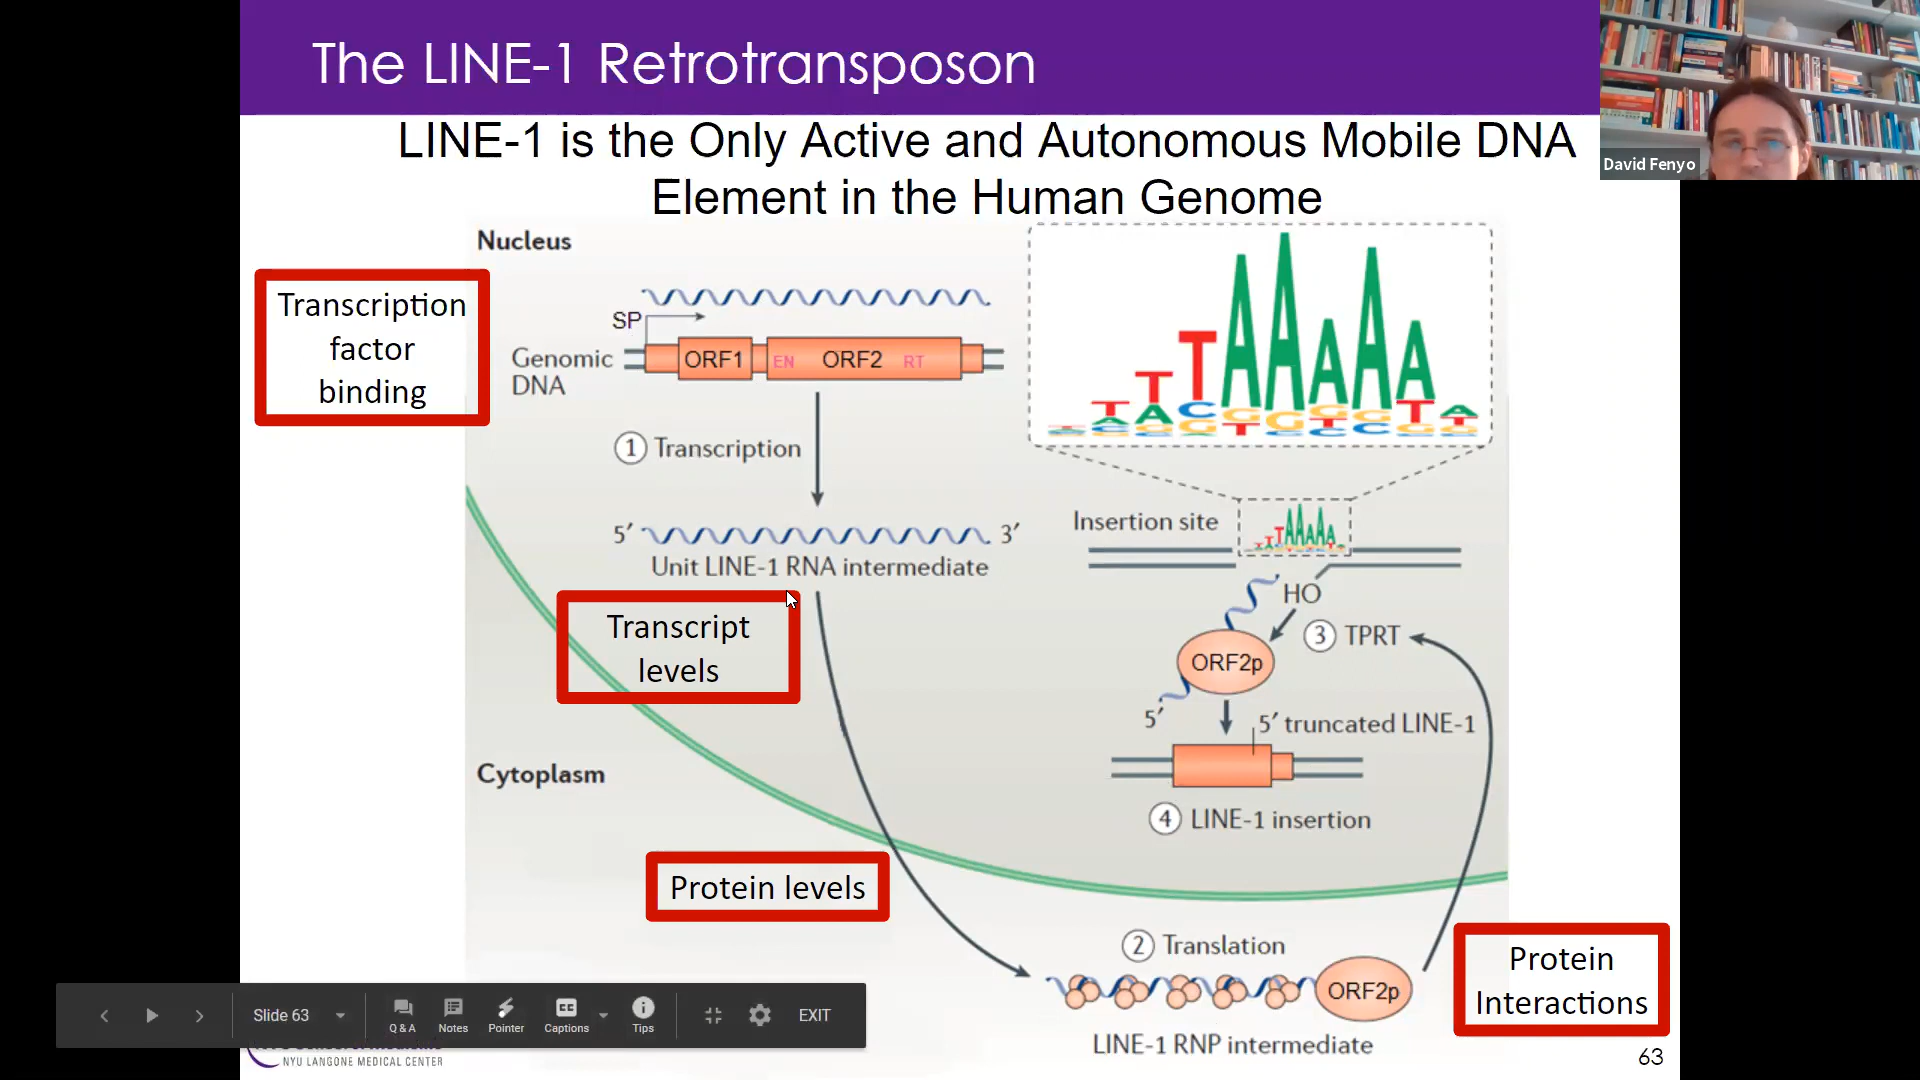 The LINE-1 Retrotransposon
David Fenyo
LINE-1 is the Only Active and Autonomous Mobile DNA
Element in the Human Genome
Nucleus
Transcription
factor
binding
SP
Genomic
DNA
ORF1
EN
ORF2
RT
1 Transcription
5′
3′
Unit LINE-1 RNA intermediate
Transcript
levels
Insertion site
HO
3 TPRT
ORF2p
5′
5′ truncated LINE-1
4 LINE-1 insertion
Cytoplasm
Protein levels
2 Translation
ORF2p
LINE-1 RNP intermediate
Protein
Interactions
Slide 63
Q & A
Notes
Pointer
CC
Captions
Tips
EXIT
NYU LANGONE MEDICAL CENTER
63